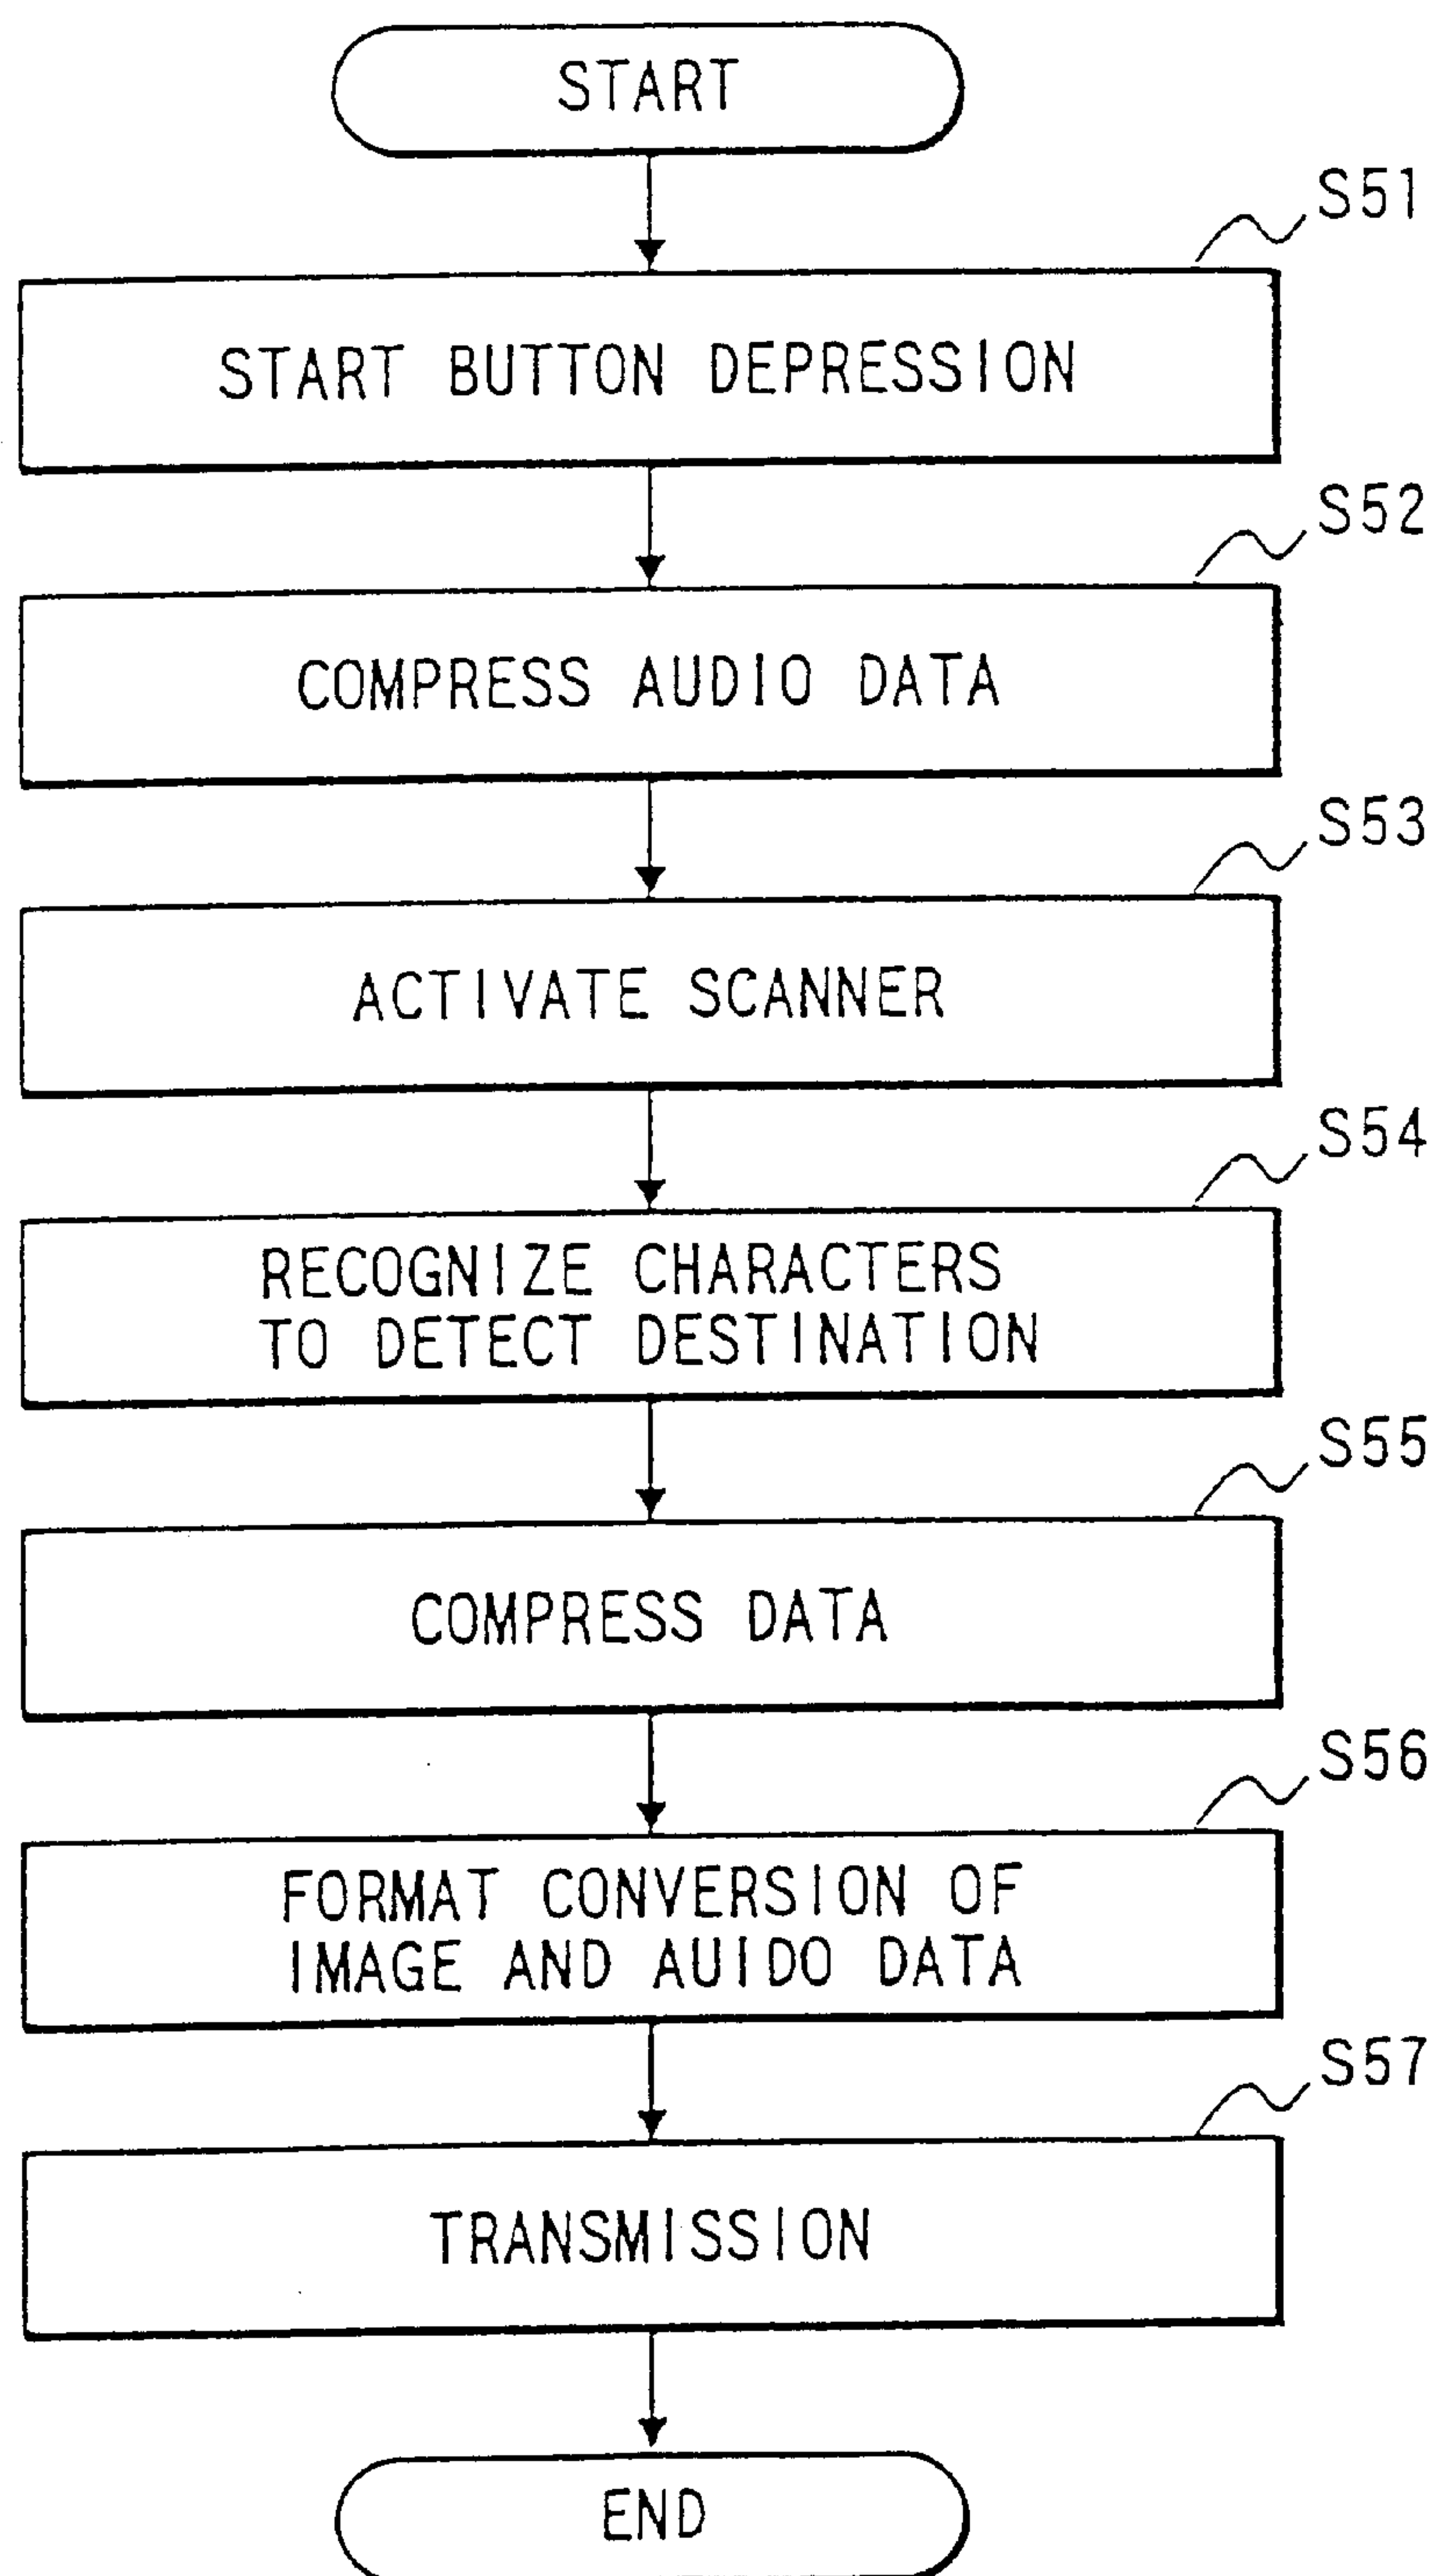 START
S51
START BUTTON DEPRESSION
S52
COMPRESS AUDIO DATA
S53
ACTIVATE SCANNER
S54
RECOGNIZE CHARACTERS
TO DETECT DESTINATION
S55
COMPRESS DATA
S56
FORMAT CONVERSION OF
IMAGE AND AUIDO DATA
S57
TRANSMISSION
END